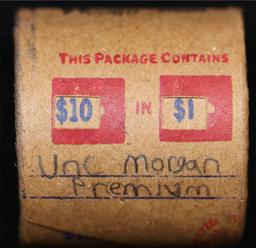 THIS PACKAGE CONTAINS
$10 IN $1
Unc Morgan
Premium